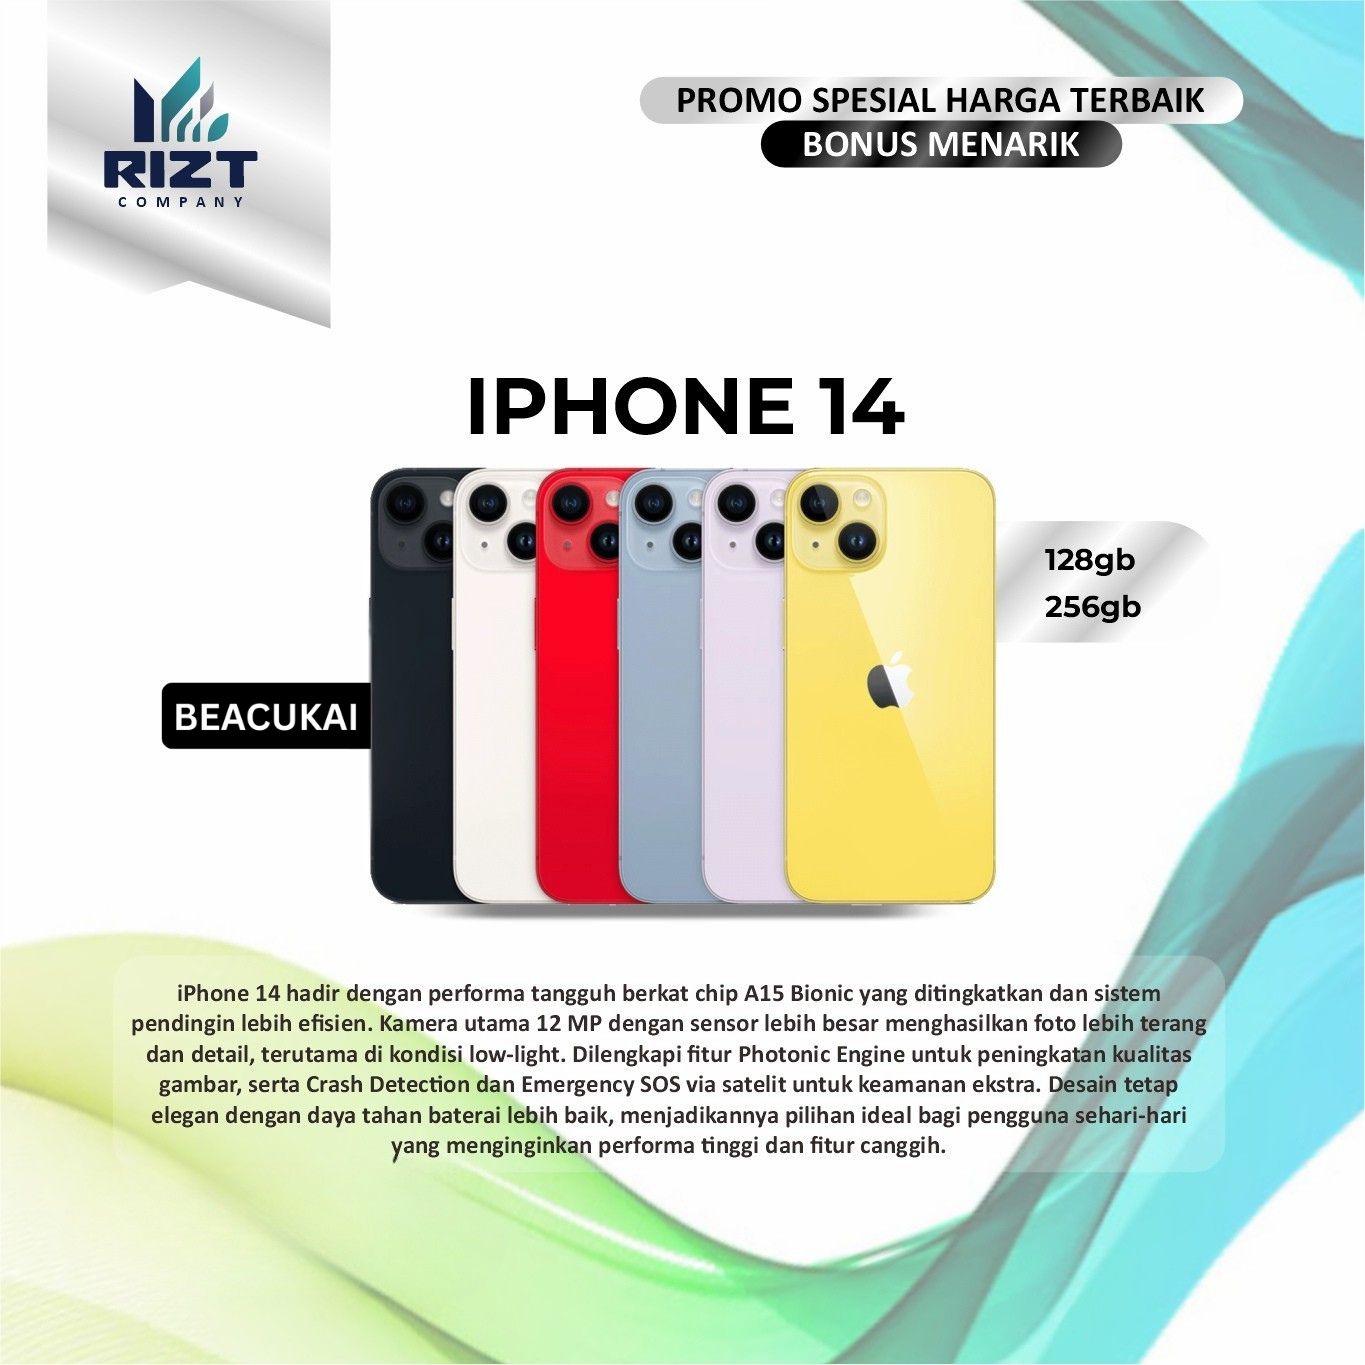 RIZT
COMPANY
PROMO SPESIAL HARGA TERBAIK
BONUS MENARIK
IPHONE 14
128gb
256gb
BEACUKAI
iPhone 14 hadir dengan performa tangguh berkat chip A15 Bionic yang ditingkatkan dan sistem
pendingin lebih efisien. Kamera utama 12 MP dengan sensor lebih besar menghasilkan foto lebih terang
dan detail, terutama di kondisi low-light. Dilengkapi fitur Photonic Engine untuk peningkatan kualitas
gambar, serta Crash Detection dan Emergency SOS via satelit untuk keamanan ekstra. Desain tetap
elegan dengan daya tahan baterai lebih baik, menjadikannya pilihan ideal bagi pengguna sehari-hari
yang menginginkan performa tinggi dan fitur canggih.